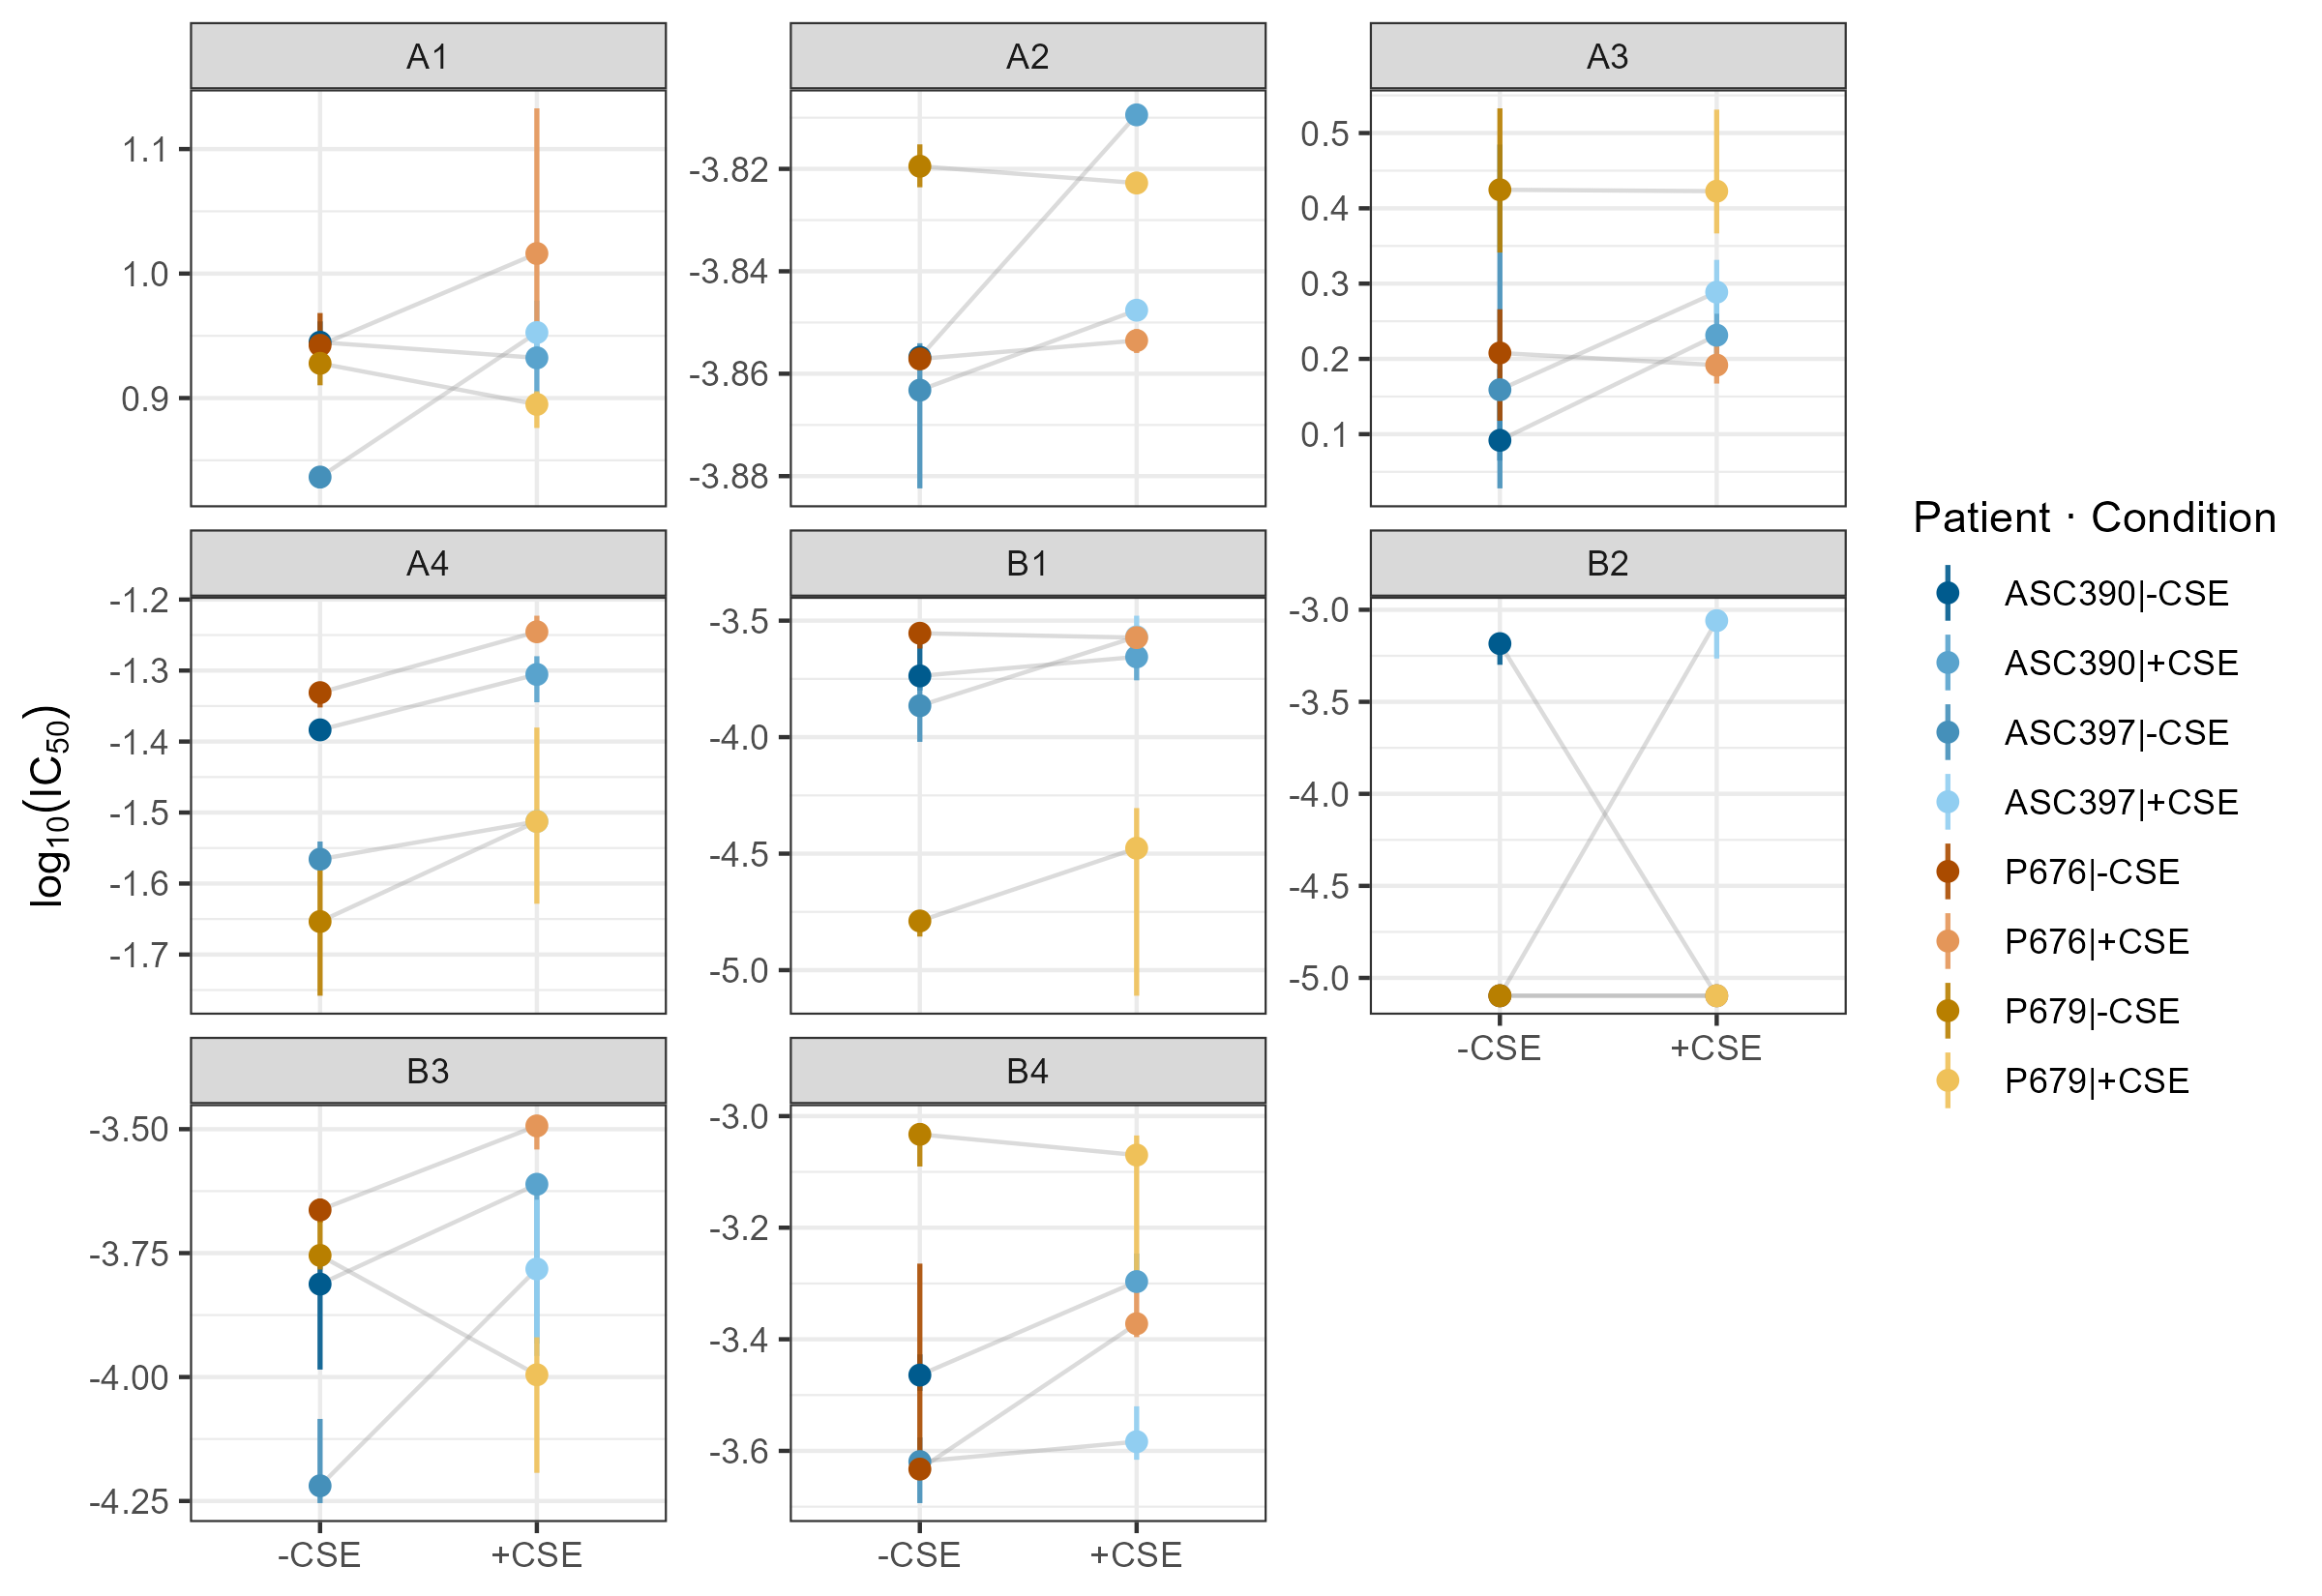 A1
A2
A3
1.1
1.0
0.9
-3.82
-3.84
-3.86
-3.88
0.5
0.4
0.3
0.2
0.1
A4
B1
B2
-1.2
-1.3
-1.4
-1.5
-1.6
-1.7
-3.5
-4.0
-4.5
-5.0
-3.0
-3.5
-4.0
-4.5
-5.0
-CSE +CSE
B3
B4
-3.50
-3.75
-4.00
-4.25
-3.0
-3.2
-3.4
-3.6
-CSE +CSE
-CSE +CSE
log₁₀(IC₅₀)
Patient · Condition
ASC390|-CSE
ASC390|+CSE
ASC397|-CSE
ASC397|+CSE
P676|-CSE
P676|+CSE
P679|-CSE
P679|+CSE